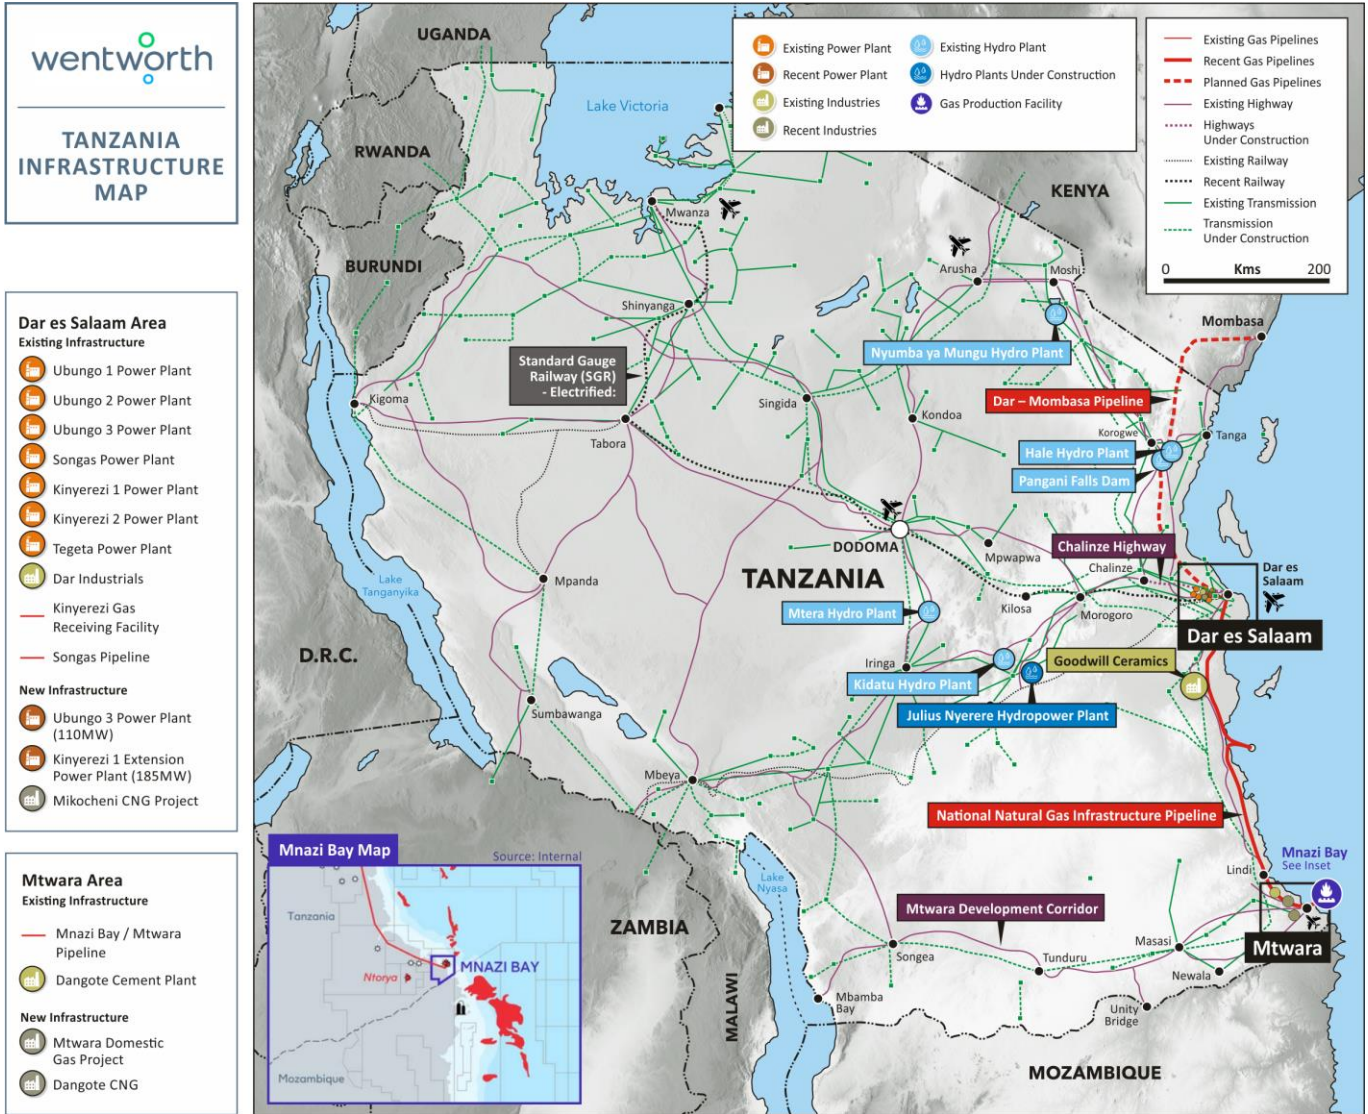 wentworth
TANZANIA
INFRASTRUCTURE
MAP
Dar es Salaam Area
Existing Infrastructure
Ubungo 1 Power Plant
Ubungo 2 Power Plant
Ubungo 3 Power Plant
Songas Power Plant
Kinyerezi 1 Power Plant
Kinyerezi 2 Power Plant
Tegeta Power Plant
Dar Industrials
Kinyerezi Gas
Receiving Facility
Songas Pipeline
New Infrastructure
Ubungo 3 Power Plant
(110MW)
Kinyerezi 1 Extension
Power Plant (185MW)
Mikocheni CNG Project
Mtwara Area
Existing Infrastructure
Mnazi Bay / Mtwara
Pipeline
Dangote Cement Plant
New Infrastructure
Mtwara Domestic
Gas Project
Dangote CNG
Existing Power Plant
Recent Power Plant
Existing Industries
Recent Industries
Existing Hydro Plant
Hydro Plants Under Construction
Gas Production Facility
Existing Gas Pipelines
Recent Gas Pipelines
Planned Gas Pipelines
Existing Highway
Highways
Under Construction
Existing Railway
Recent Railway
Existing Transmission
Transmission
Under Construction
0 Kms 200
UGANDA
Lake Victoria
RWANDA
KENYA
BURUNDI
Mwanza
Arusha
Moshi
Shinyanga
Mombasa
Nyumba ya Mungu Hydro Plant
Standard Gauge
Railway (SGR)
- Electrified:
Dar – Mombasa Pipeline
Kigoma
Singida
Kondoa
Tabora
Korogwe
Tanga
Hale Hydro Plant
Pangani Falls Dam
DODOMA
Mpwapwa
Chalinze Highway
Chalinze
Dar es
Salaam
TANZANIA
Lake
Tanganyika
Mpanda
Kilosa
Morogoro
Mtera Hydro Plant
Dar es Salaam
D.R.C.
Iringa
Goodwill Ceramics
Kidatu Hydro Plant
Julius Nyerere Hydropower Plant
Sumbawanga
Mbeya
National Natural Gas Infrastructure Pipeline
Mnazi Bay
See Inset
Lindi
Lake
Nyasa
ZAMBIA
Mtwara Development Corridor
Mtwara
Songea
Masasi
Tunduru
Newala
Mbamba
Bay
Unity
Bridge
MALAWI
MOZAMBIQUE
Mnazi Bay Map
Source: Internal
Tanzania
Ntorya
MNAZI BAY
Mozambique